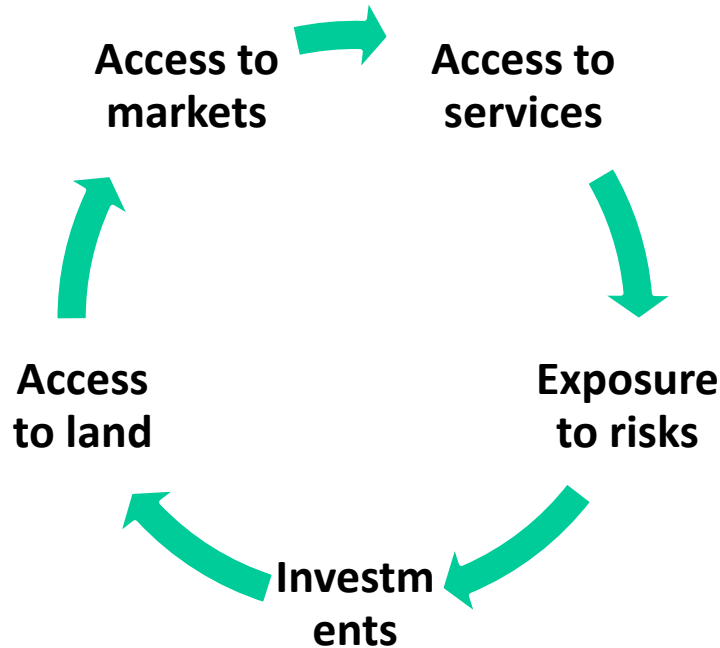 Access to
markets
Access to
services
Exposure
to risks
Investm
ents
Access
to land